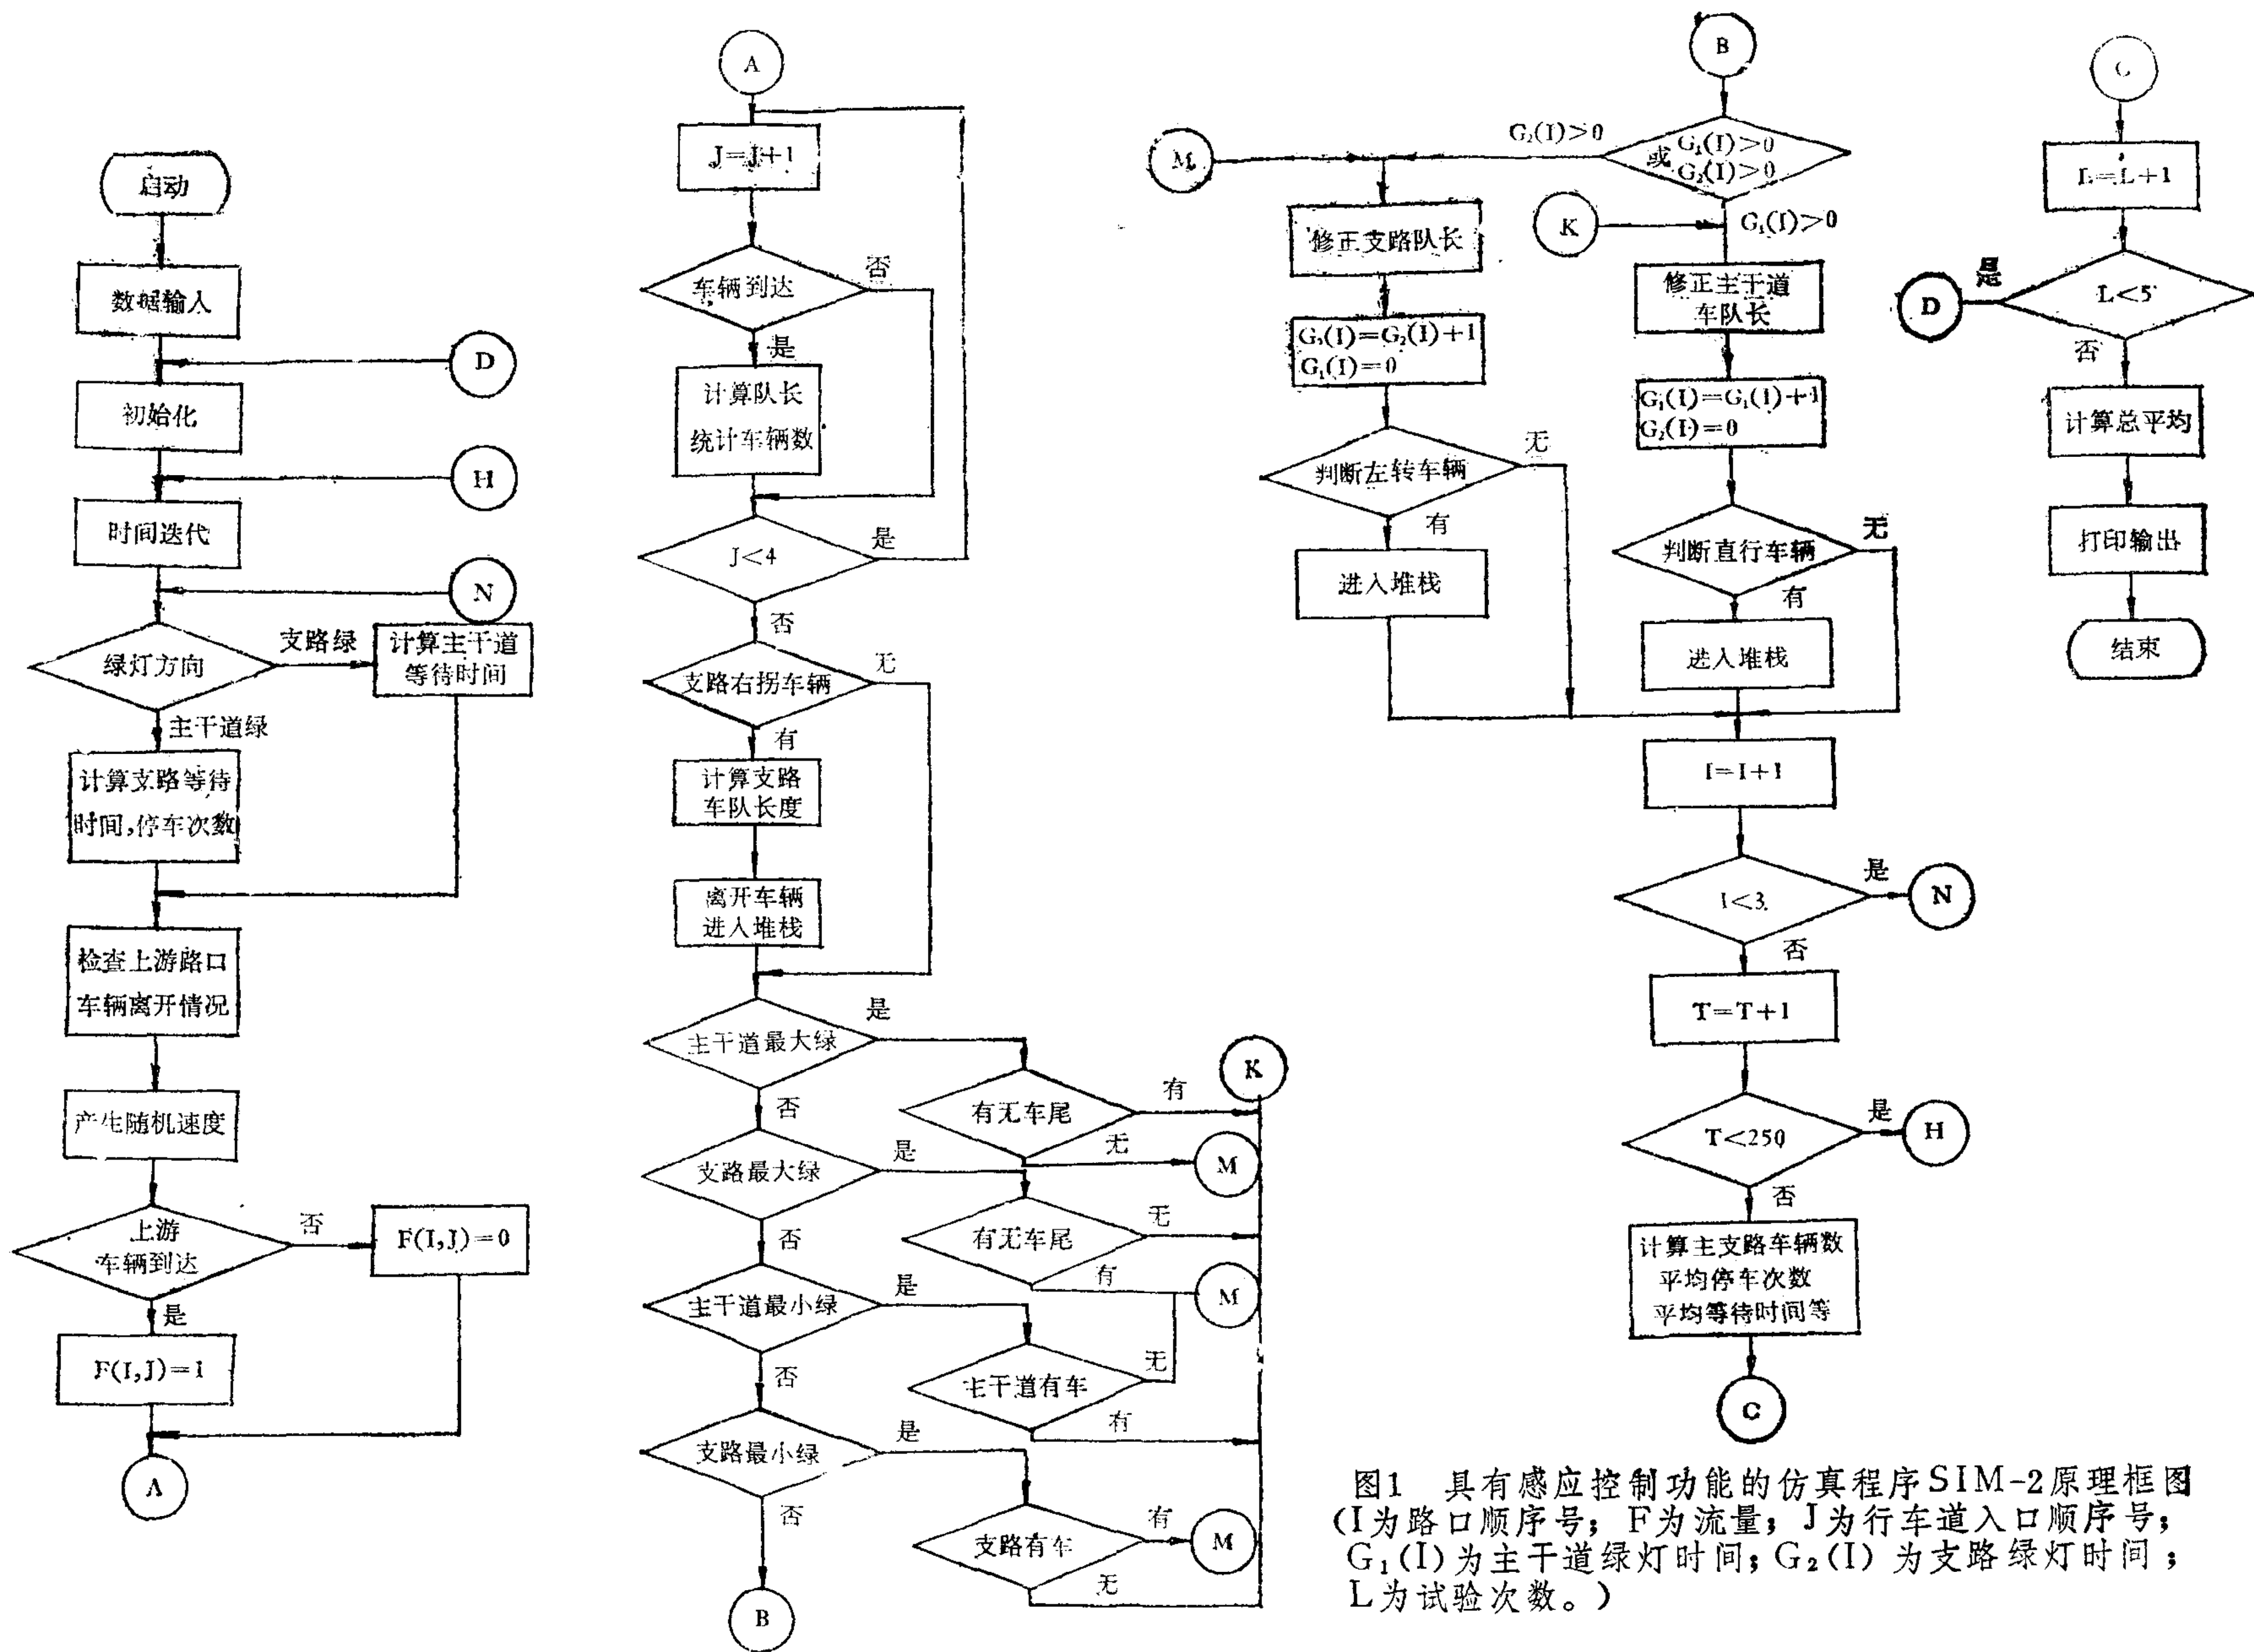 启动
数据输入
D
初始化
H
时间迭代
N
绿灯方向
支路绿
计算主干道
等待时间
主干道绿
计算支路等待
时间,停车次数
检查上游路口
车辆离开情况
产生随机速度
上游
车辆到达
否
F(I,J)=0
是
F(I,J)=1
A
A
J=J+1
车辆到达
否
是
计算队长
统计车辆数
J<4
是
否
支路右拐车辆
无
有
计算支路
车队长度
离开车辆
进入堆栈
主干道最大绿
是
有无车尾
有
K
无
M
否
支路最大绿
是
有无车尾
无
有
M
否
主干道最小绿
是
主干道有车
无
有
否
支路最小绿
是
支路有车
有
M
无
否
B
B
G₁(I)>0
或
G₂(I)>0
G₂(I)>0
M
修正支路队长
G₂(I)=G₂(I)+1
G₁(I)=0
判断左转车辆
无
有
进入堆栈
K
G₁(I)>0
修正主干道
车队长
G₁(I)=G₁(I)+1
G₂(I)=0
判断直行车辆
无
有
进入堆栈
I=I+1
I<3
是
N
否
T=T+1
T<250
是
H
否
计算主支路车辆数
平均停车次数
平均等待时间等
C
C
L=L+1
L<5
是
D
否
计算总平均
打印输出
结束
图1 具有感应控制功能的仿真程序SIM-2原理框图
(I为路口顺序号；F为流量；J为行车道入口顺序号；
G₁(I)为主干道绿灯时间；G₂(I)为支路绿灯时间；
L为试验次数。)